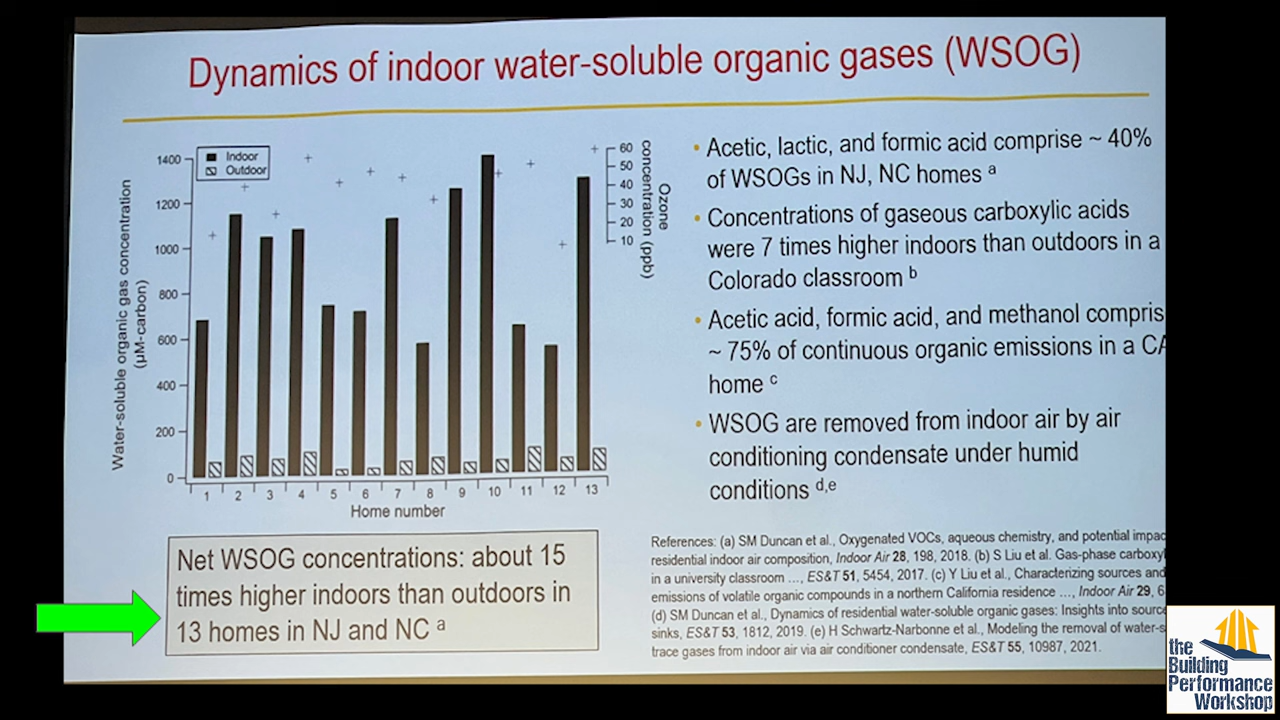 Dynamics of indoor water-soluble organic gases (WSOG)
Water-soluble organic gas concentration
(µM-carbon)
1400
1200
1000
800
600
400
200
0
Indoor
Outdoor
60
50
40
30
20
10
Ozone
concentration (ppb)
1 2 3 4 5 6 7 8 9 10 11 12 13
Home number
Net WSOG concentrations: about 15
times higher indoors than outdoors in
13 homes in NJ and NC a
• Acetic, lactic, and formic acid comprise ~ 40%
of WSOGs in NJ, NC homes a
• Concentrations of gaseous carboxylic acids
were 7 times higher indoors than outdoors in a
Colorado classroom b
• Acetic acid, formic acid, and methanol compris
~ 75% of continuous organic emissions in a CA
home c
• WSOG are removed from indoor air by air
conditioning condensate under humid
conditions d,e
References: (a) SM Duncan et al., Oxygenated VOCs, aqueous chemistry, and potential impac
residential indoor air composition, Indoor Air 28, 198, 2018. (b) S Liu et al. Gas-phase carboxyl
in a university classroom ..., ES&T 51, 5454, 2017. (c) Y Liu et al., Characterizing sources and
emissions of volatile organic compounds in a northern California residence ..., Indoor Air 29, 6
(d) SM Duncan et al., Dynamics of residential water-soluble organic gases: Insights into source
sinks, ES&T 53, 1812, 2019. (e) H Schwartz-Narbonne et al., Modeling the removal of water-s
trace gases from indoor air via air conditioner condensate, ES&T 55, 10987, 2021.
the
Building
Performance
Workshop